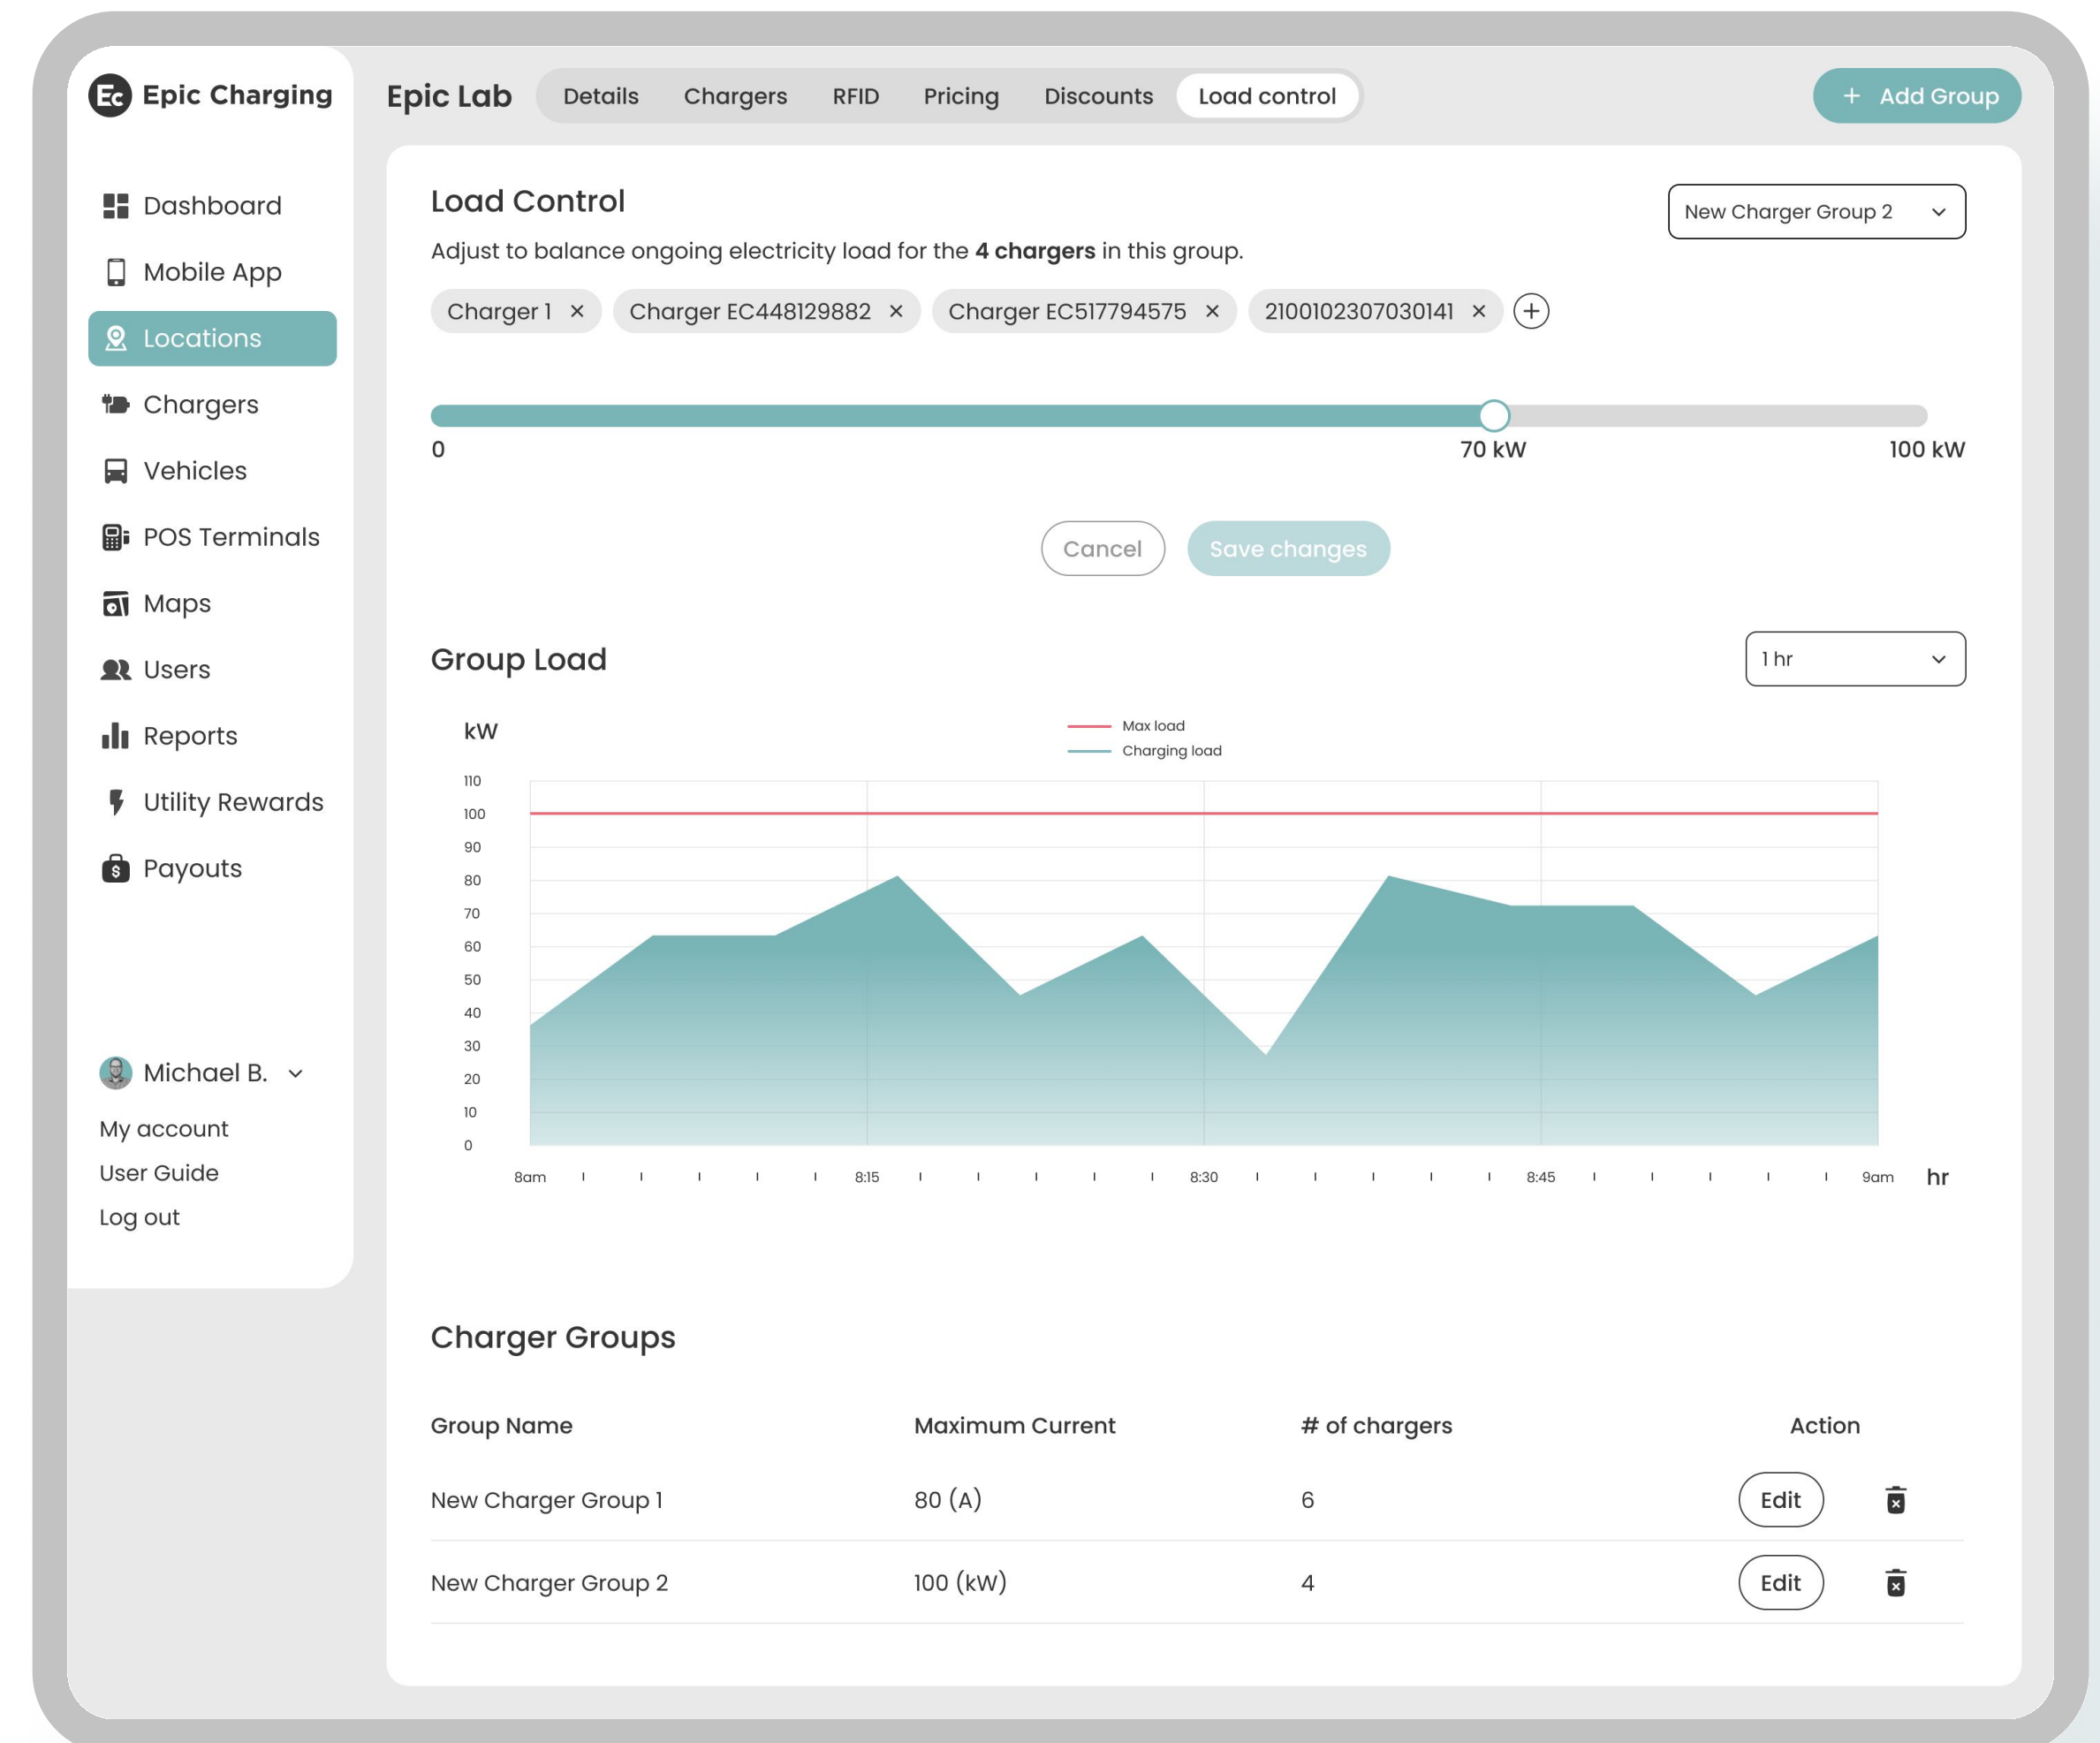 Ec Epic Charging
Dashboard
Mobile App
Locations
Chargers
Vehicles
POS Terminals
Maps
Users
Reports
Utility Rewards
Payouts
Michael B.
My account
User Guide
Log out
Epic Lab Details Chargers RFID Pricing Discounts Load control + Add Group
Load Control
New Charger Group 2
Adjust to balance ongoing electricity load for the 4 chargers in this group.
Charger 1 × Charger EC448129882 × Charger EC517794575 × 2100102307030141 × +
0 70 kW 100 kW
Cancel Save changes
Group Load
1 hr
kW
Max load
Charging load
110
100
90
80
70
60
50
40
30
20
10
0
8am 8:15 8:30 8:45 9am hr
Charger Groups
Group Name Maximum Current # of chargers Action
New Charger Group 1 80 (A) 6 Edit
New Charger Group 2 100 (kW) 4 Edit